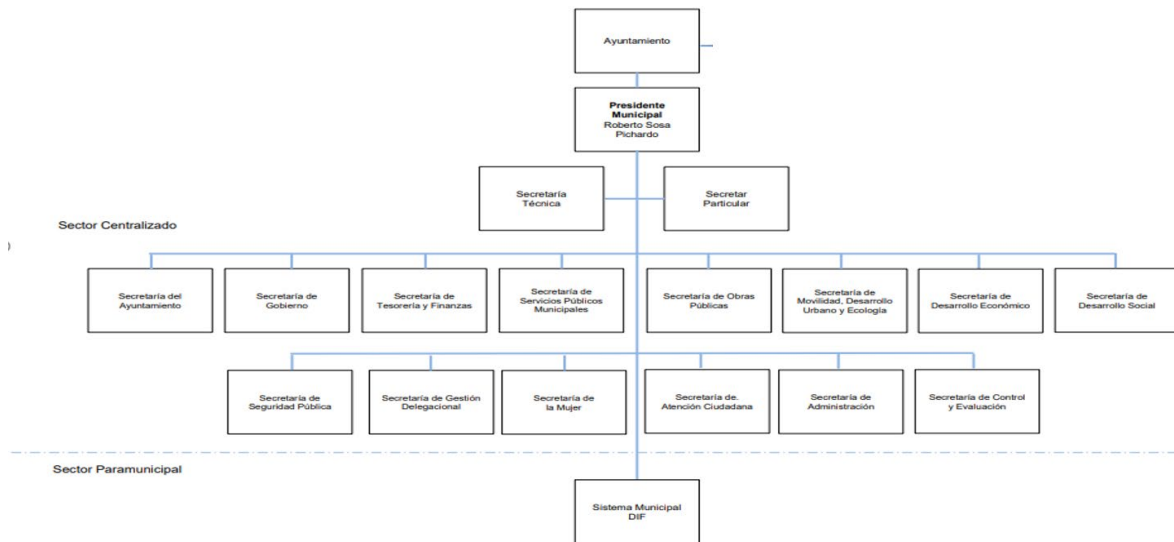 Ayuntamiento
Presidente
Municipal
Roberto Sosa
Pichardo
Secretaría
Técnica
Secretar
Particular
Sector Centralizado
Secretaría del
Ayuntamiento
Secretaría de
Gobierno
Secretaría de
Tesorería y Finanzas
Secretaría de
Servicios Públicos
Municipales
Secretaría de Obras
Públicas
Secretaría de
Movilidad, Desarrollo
Urbano y Ecología
Secretaría de
Desarrollo Económico
Secretaría de
Desarrollo Social
Secretaría de
Seguridad Pública
Secretaría de Gestión
Delegacional
Secretaría de
la Mujer
Secretaría de.
Atención Ciudadana
Secretaría de
Administración
Secretaría de Control
y Evaluación
Sector Paramunicipal
Sistema Municipal
DIF